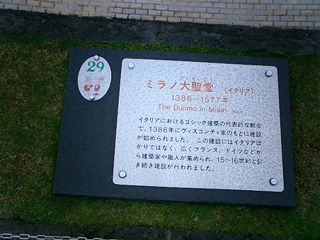 29
ミラノ大聖堂 (イタリア)
1386～1577年
The Duomo in Milan
イタリアにおけるゴシック建築の代表的な教会
で、1386年にヴィスコンティ家のもとに建設
が始められました。この建設にはイタリアば
かりではなく、広くフランス、ドイツなどか
ら建築家や職人が集められ、15～16世紀と引
き続き建設が行われました。